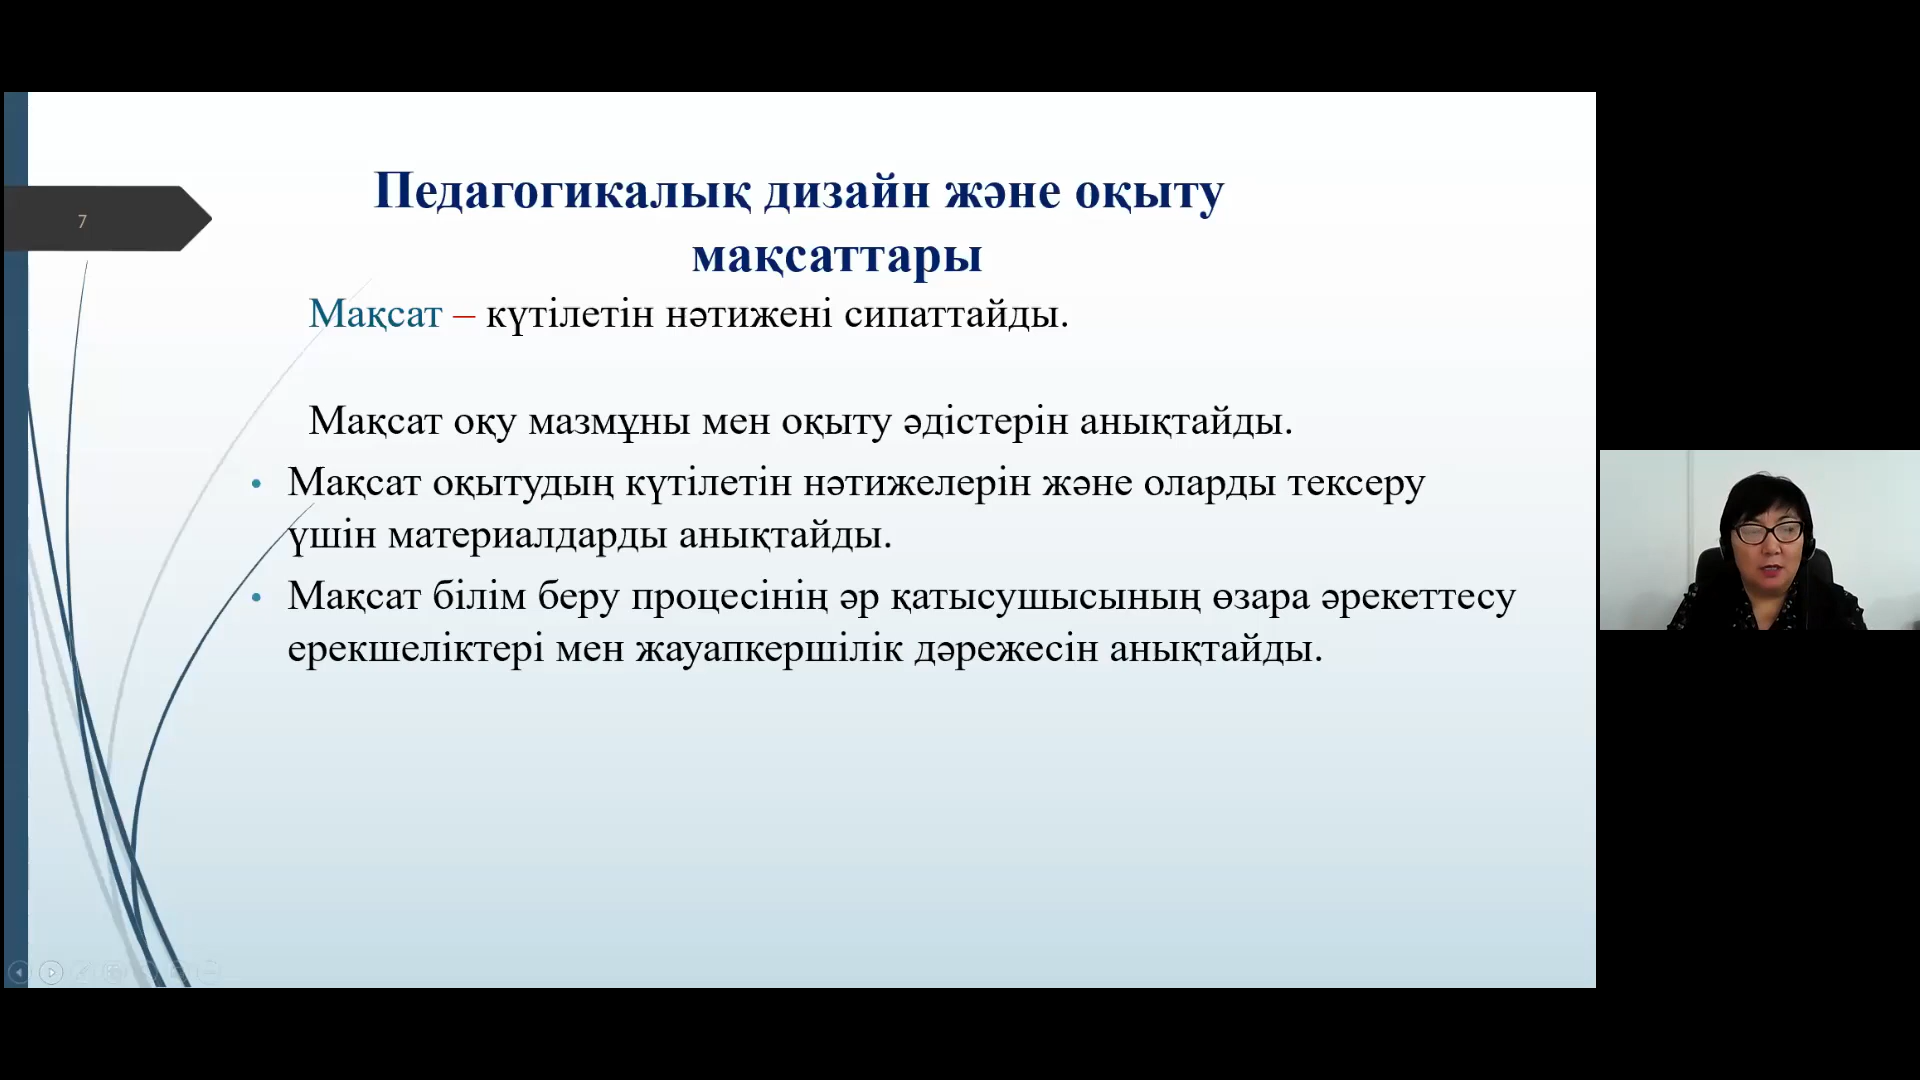 Педагогикалық дизайн және оқыту
мақсаттары
7
Мақсат – күтілетін нәтижені сипаттайды.
Мақсат оқу мазмұны мен оқыту әдістерін анықтайды.
• Мақсат оқытудың күтілетін нәтижелерін және оларды тексеру
үшін материалдарды анықтайды.
• Мақсат білім беру процесінің әр қатысушысының өзара әрекеттесу
ерекшеліктері мен жауапкершілік дәрежесін анықтайды.